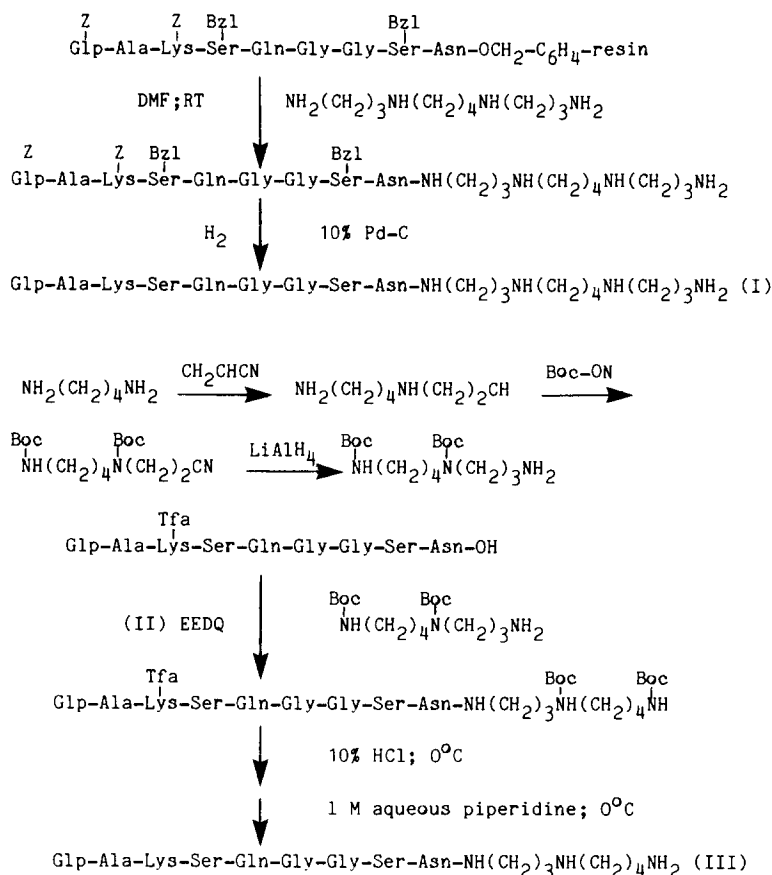 Z Z Bzl Bzl
Glp-Ala-Lys-Ser-Gln-Gly-Gly-Ser-Asn-OCH2-C6H4-resin
DMF;RT NH2(CH2)3NH(CH2)4NH(CH2)3NH2
Z Z Bzl Bzl
Glp-Ala-Lys-Ser-Gln-Gly-Gly-Ser-Asn-NH(CH2)3NH(CH2)4NH(CH2)3NH2
H2 10% Pd-C
Glp-Ala-Lys-Ser-Gln-Gly-Gly-Ser-Asn-NH(CH2)3NH(CH2)4NH(CH2)3NH2 (I)
CH2CHCN Boc-ON
NH2(CH2)4NH2 NH2(CH2)4NH(CH2)2CH
Boc Boc LiAlH4 Boc Boc
NH(CH2)4N(CH2)2CN NH(CH2)4N(CH2)3NH2
Tfa
Glp-Ala-Lys-Ser-Gln-Gly-Gly-Ser-Asn-OH
Boc Boc
(II) EEDQ NH(CH2)4N(CH2)3NH2
Tfa Boc Boc
Glp-Ala-Lys-Ser-Gln-Gly-Gly-Ser-Asn-NH(CH2)3NH(CH2)4NH
10% HCl; 0°C
1 M aqueous piperidine; 0°C
Glp-Ala-Lys-Ser-Gln-Gly-Gly-Ser-Asn-NH(CH2)3NH(CH2)4NH2 (III)